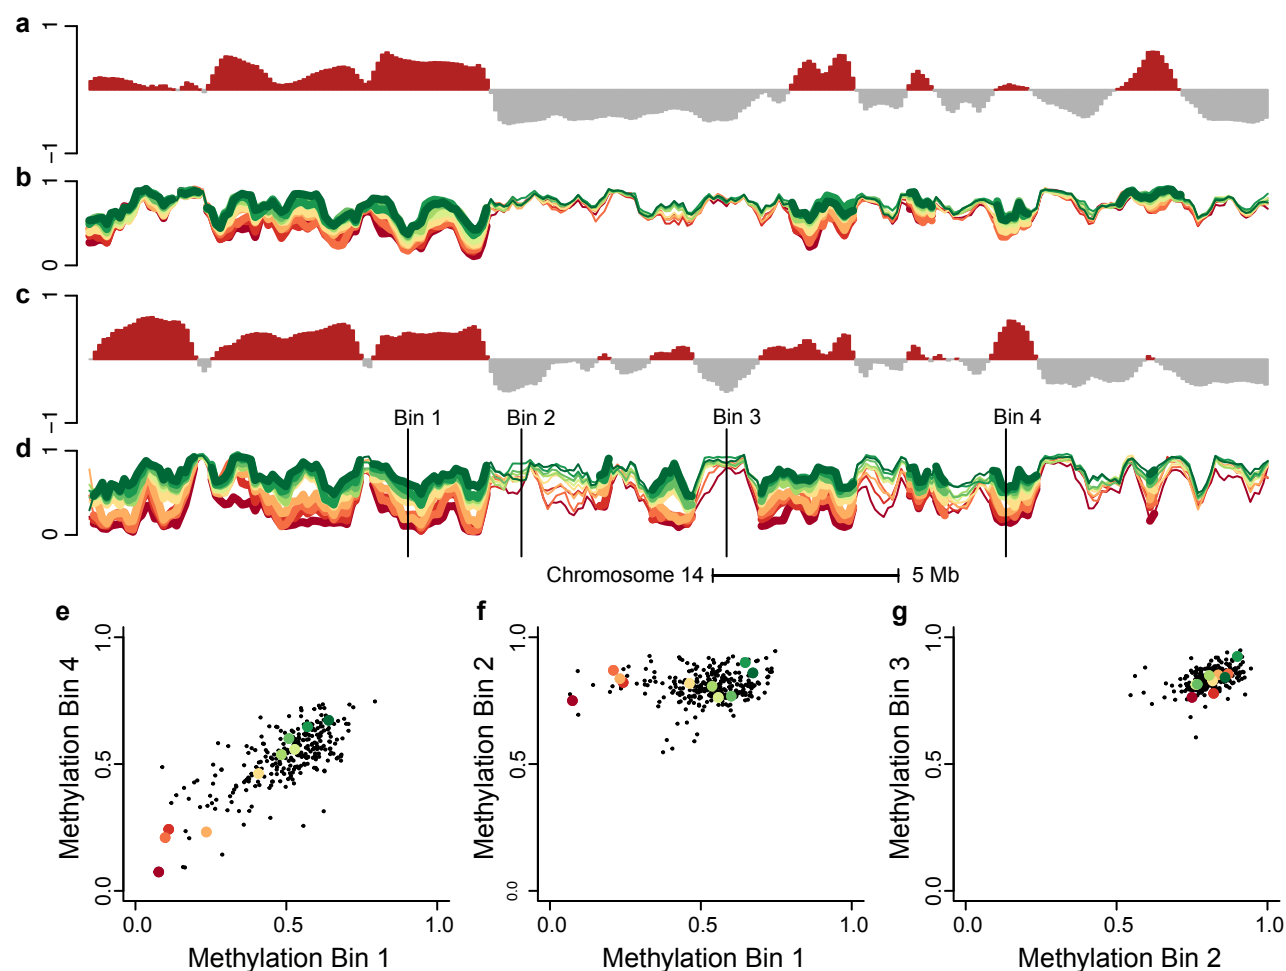 a
1
−1
b
1
0
c
1
−1
Bin 1 Bin 2 Bin 3 Bin 4
d
1
0
Chromosome 14 5 Mb
e f g
1.0 1.0 1.0
0.5 0.5 0.5
0.0 0.0 0.0
Methylation Bin 4 Methylation Bin 2 Methylation Bin 3
0.0 0.5 1.0 0.0 0.5 1.0 0.0 0.5 1.0
Methylation Bin 1 Methylation Bin 1 Methylation Bin 2